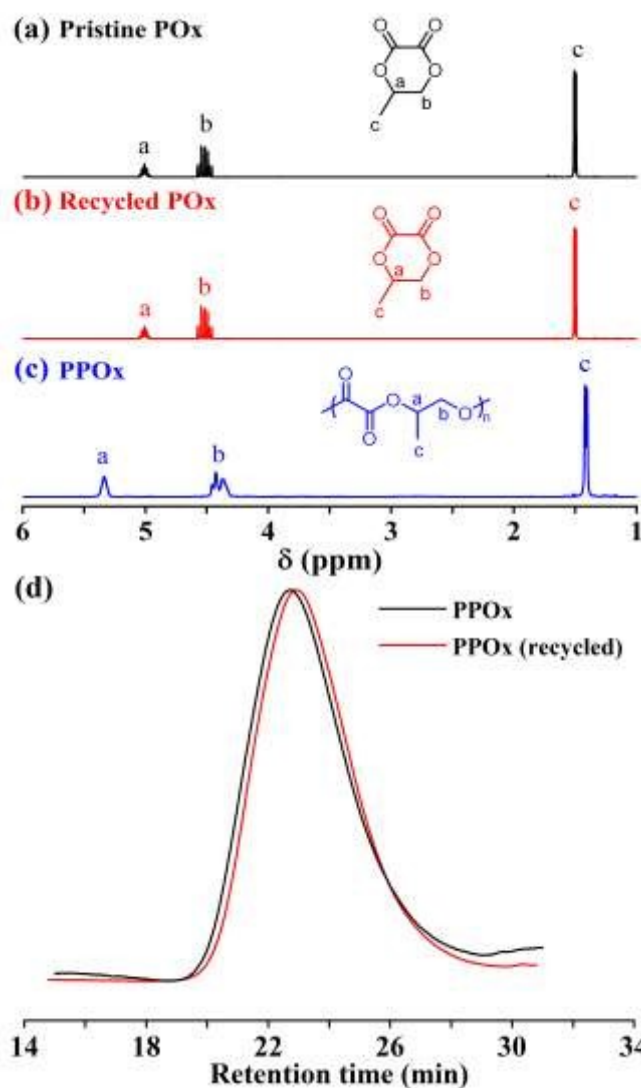 (a) Pristine POx
O O
O O
a b
c
a b c
(b) Recycled POx
O O
O O
a b
c
a b c
(c) PPOx
O
O a
b O n
O c
a b c
6 5 4 3 2 1
δ (ppm)
(d)
PPOx
PPOx (recycled)
14 18 22 26 30 34
Retention time (min)